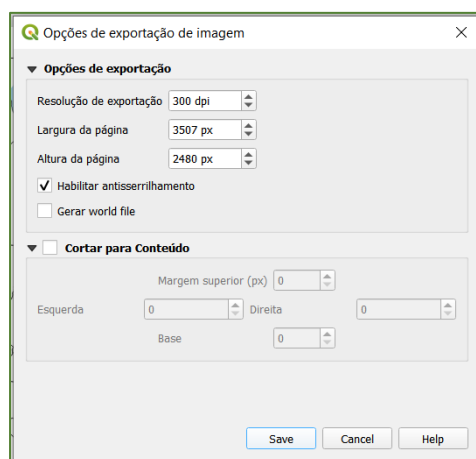 Opções de exportação de imagem
Opções de exportação
Resolução de exportação 300 dpi
Largura da página 3507 px
Altura da página 2480 px
Habilitar antisserrilhamento
Gerar world file
Cortar para Conteúdo
Margem superior (px) 0
Esquerda 0 Direita 0
Base 0
Save Cancel Help